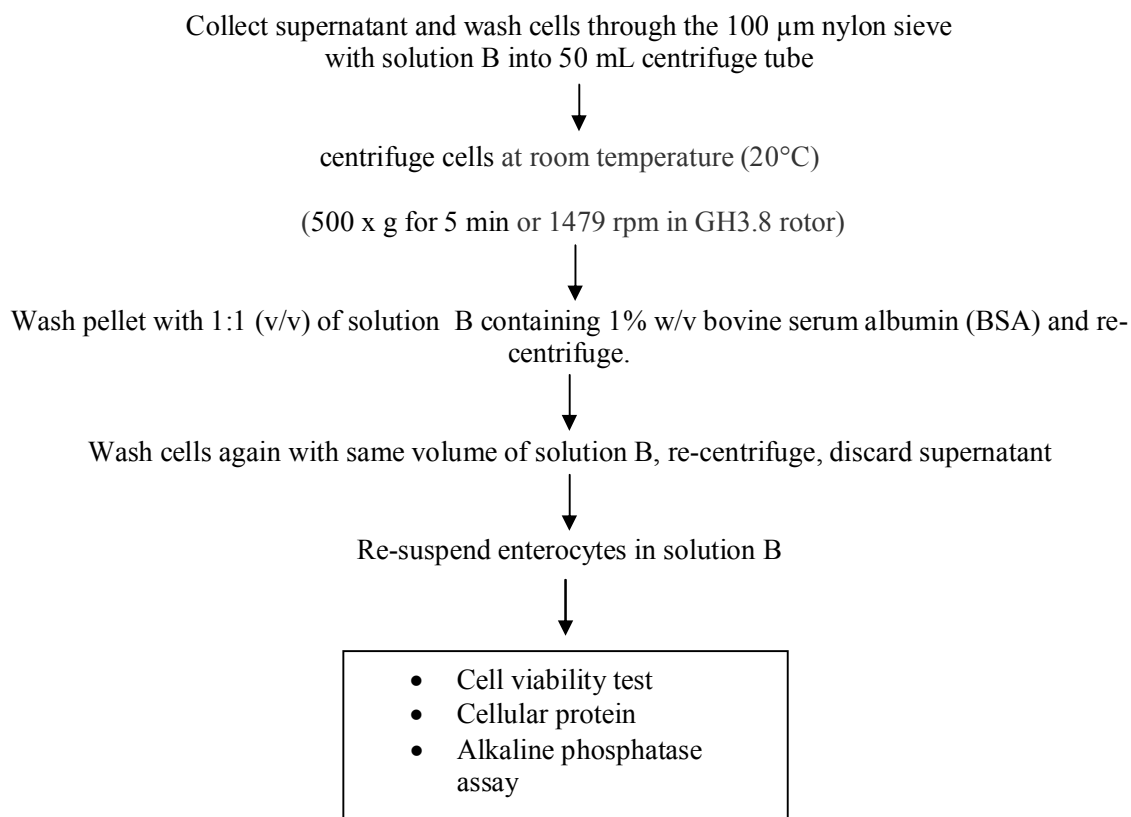 Collect supernatant and wash cells through the 100 µm nylon sieve
with solution B into 50 mL centrifuge tube
centrifuge cells at room temperature (20°C)
(500 x g for 5 min or 1479 rpm in GH3.8 rotor)
Wash pellet with 1:1 (v/v) of solution B containing 1% w/v bovine serum albumin (BSA) and re-
centrifuge.
Wash cells again with same volume of solution B, re-centrifuge, discard supernatant
Re-suspend enterocytes in solution B
• Cell viability test
• Cellular protein
• Alkaline phosphatase
assay